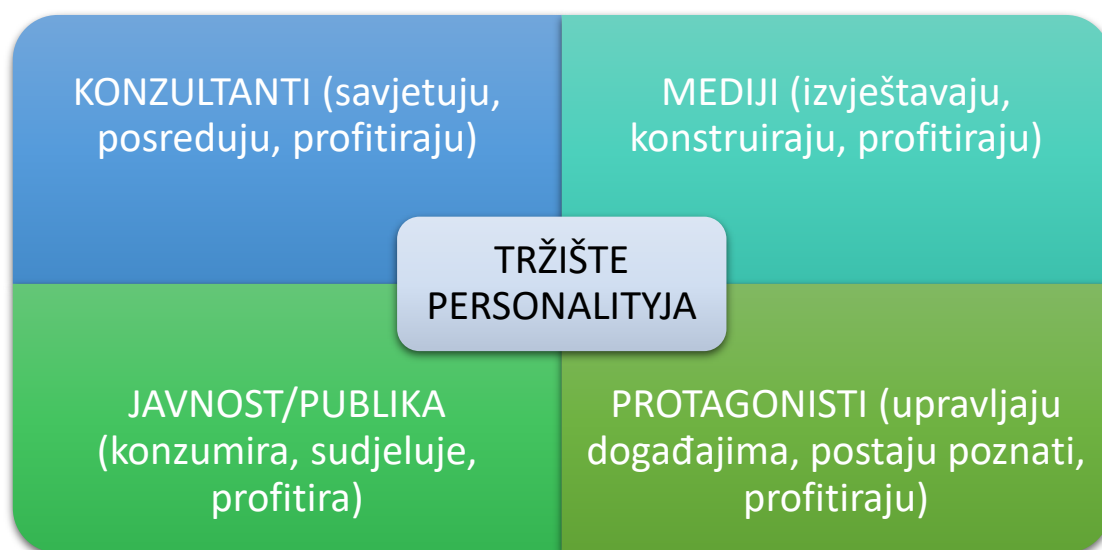 KONZULTANTI (savjetuju,
posreduju, profitiraju)
MEDIJI (izvještavaju,
konstruiraju, profitiraju)
TRŽIŠTE
PERSONALITYJA
JAVNOST/PUBLIKA
(konzumira, sudjeluje,
profitira)
PROTAGONISTI (upravljaju
događajima, postaju poznati,
profitiraju)